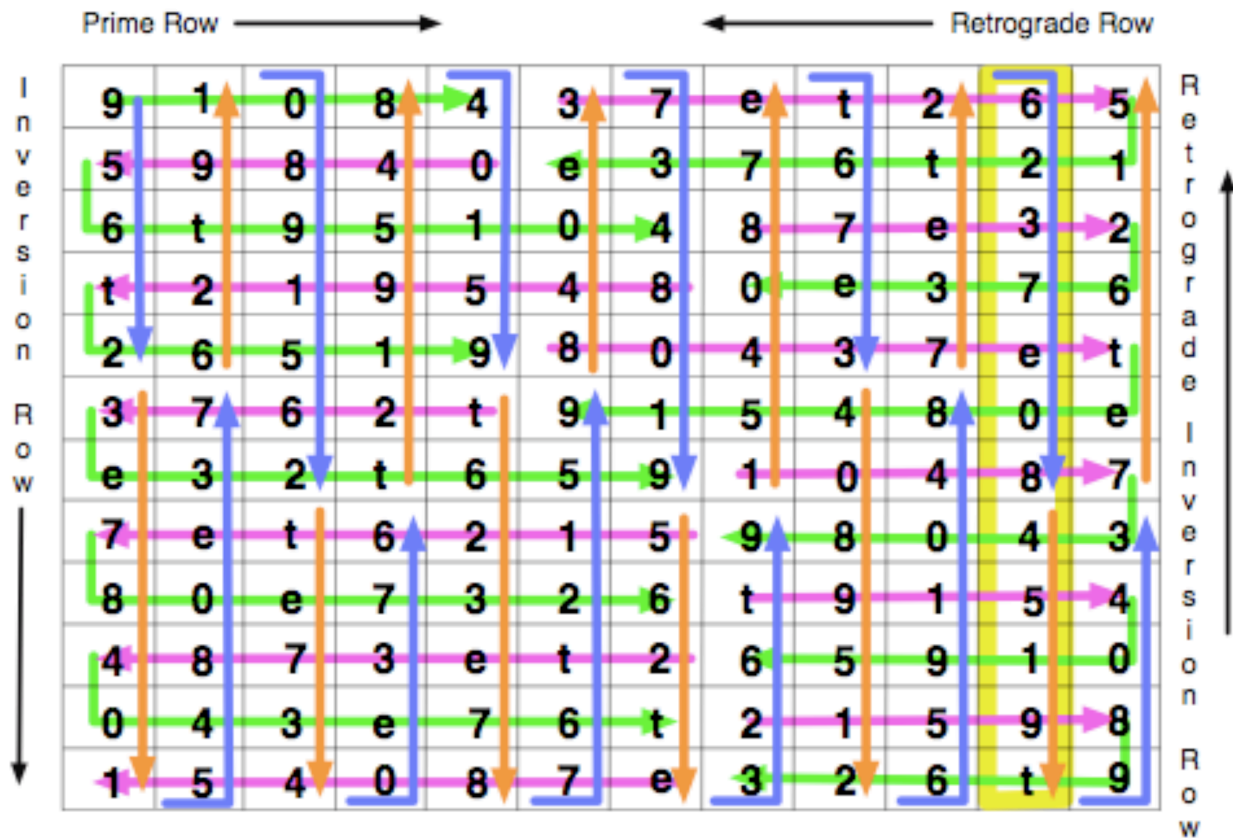 Prime Row Retrograde Row
Inversion Row
9 1 0 8 4 3 7 e t 2 6 5
5 9 8 4 0 e 3 7 6 t 2 1
6 t 9 5 1 0 4 8 7 e 3 2
t 2 1 9 5 4 8 0 e 3 7 6
2 6 5 1 9 8 0 4 3 7 e t
3 7 6 2 t 9 1 5 4 8 0 e
e 3 2 t 6 5 9 1 0 4 8 7
7 e t 6 2 1 5 9 8 0 4 3
8 0 e 7 3 2 6 t 9 1 5 4
4 8 7 3 e t 2 6 5 9 1 0
0 4 3 e 7 6 t 2 1 5 9 8
1 5 4 0 8 7 e 3 2 6 t 9
Retrograde Inversion Row